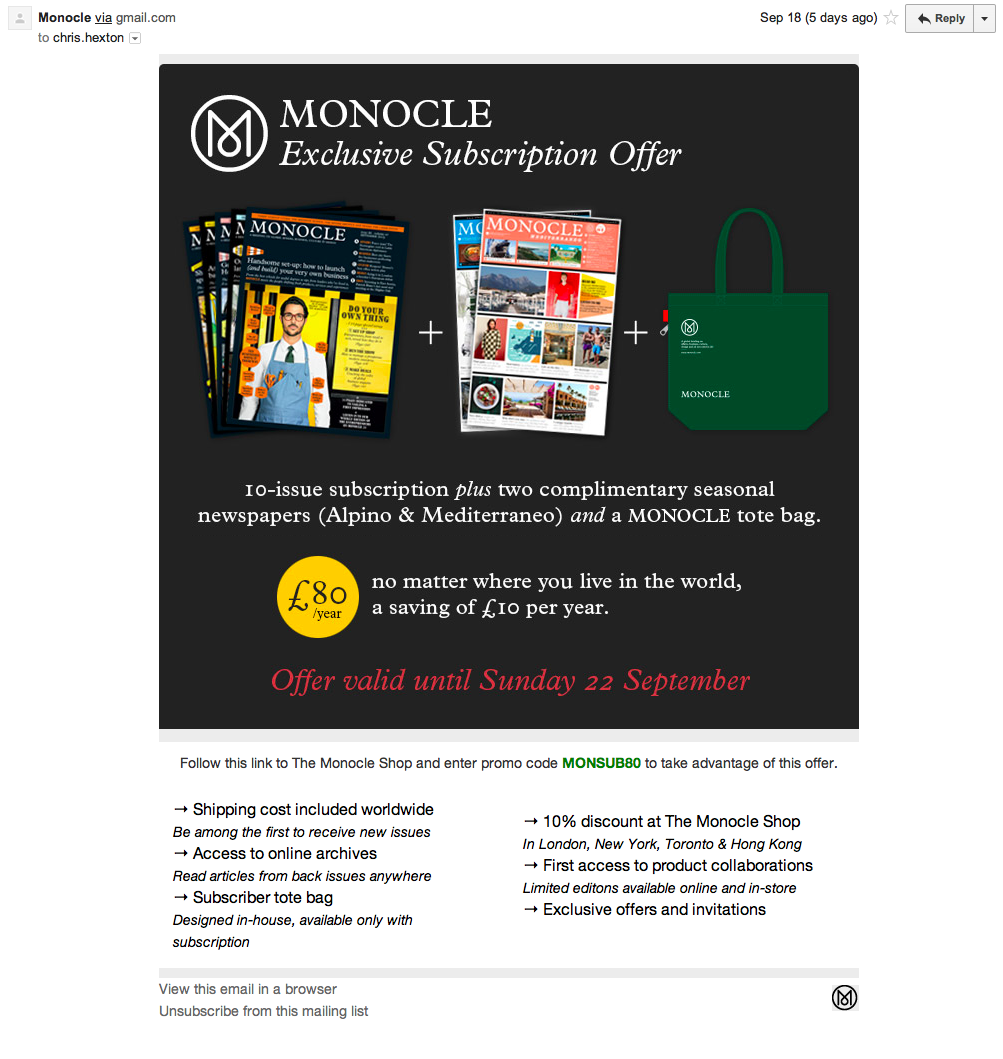 Monocle via gmail.com
Sep 18 (5 days ago)
Reply
to chris.hexton
MONOCLE
Exclusive Subscription Offer
MONOCLE
Handsome set-up: how to launch
(and build) your very own business
DO YOUR
OWN THING
MONOCLE
MEDITERRANEO
MONOCLE
10-issue subscription plus two complimentary seasonal
newspapers (Alpino & Mediterraneo) and a MONOCLE tote bag.
£80
/year
no matter where you live in the world,
a saving of £10 per year.
Offer valid until Sunday 22 September
Follow this link to The Monocle Shop and enter promo code MONSUB80 to take advantage of this offer.
→ Shipping cost included worldwide
Be among the first to receive new issues
→ Access to online archives
Read articles from back issues anywhere
→ Subscriber tote bag
Designed in-house, available only with
subscription
→ 10% discount at The Monocle Shop
In London, New York, Toronto & Hong Kong
→ First access to product collaborations
Limited editons available online and in-store
→ Exclusive offers and invitations
View this email in a browser
Unsubscribe from this mailing list